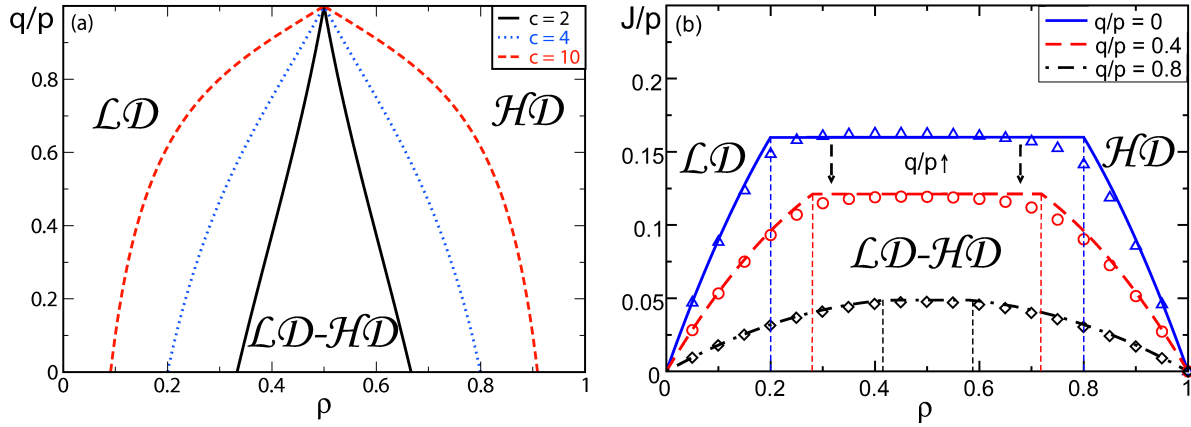 q/p
(a)
c = 2
c = 4
c = 10
LD
HD
LD-HD
0.8
0.6
0.4
0.2
0
0
0.2
0.4
0.6
0.8
1
ρ
J/p
(b)
q/p = 0
q/p = 0.4
q/p = 0.8
0.2
0.15
0.1
0.05
0
LD
HD
q/p↑
LD-HD
0
0.2
0.4
0.6
0.8
1
ρ